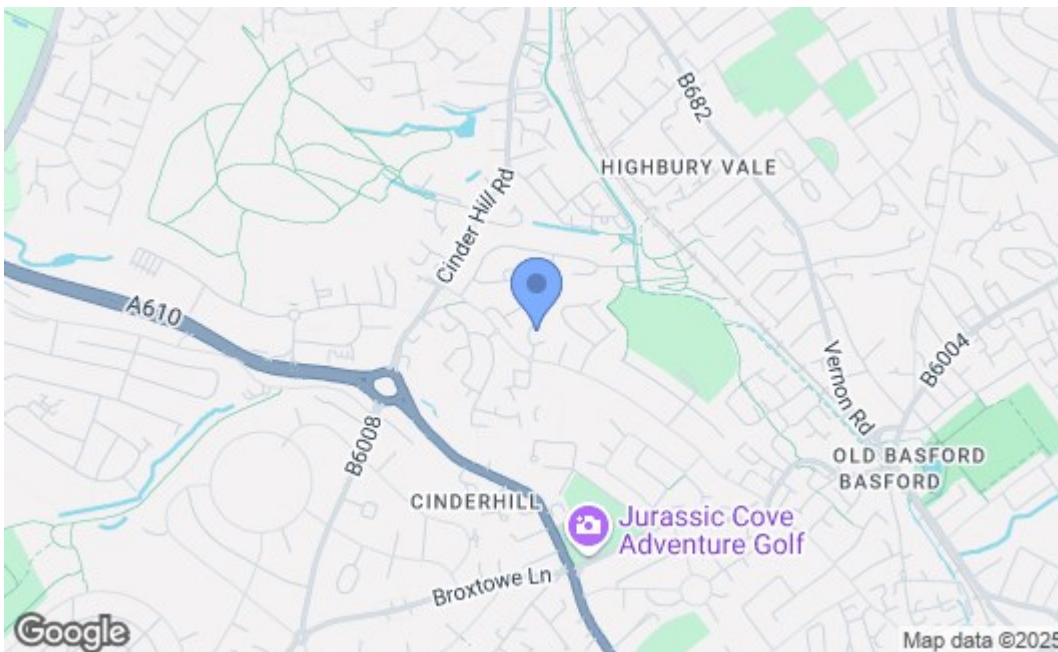 B682
HIGHBURY VALE
Cinder Hill Rd
A610
B6004
Vernon Rd
B6008
OLD BASFORD
BASFORD
CINDERHILL
Jurassic Cove
Adventure Golf
Broxtowe Ln
Google
Map data ©2025